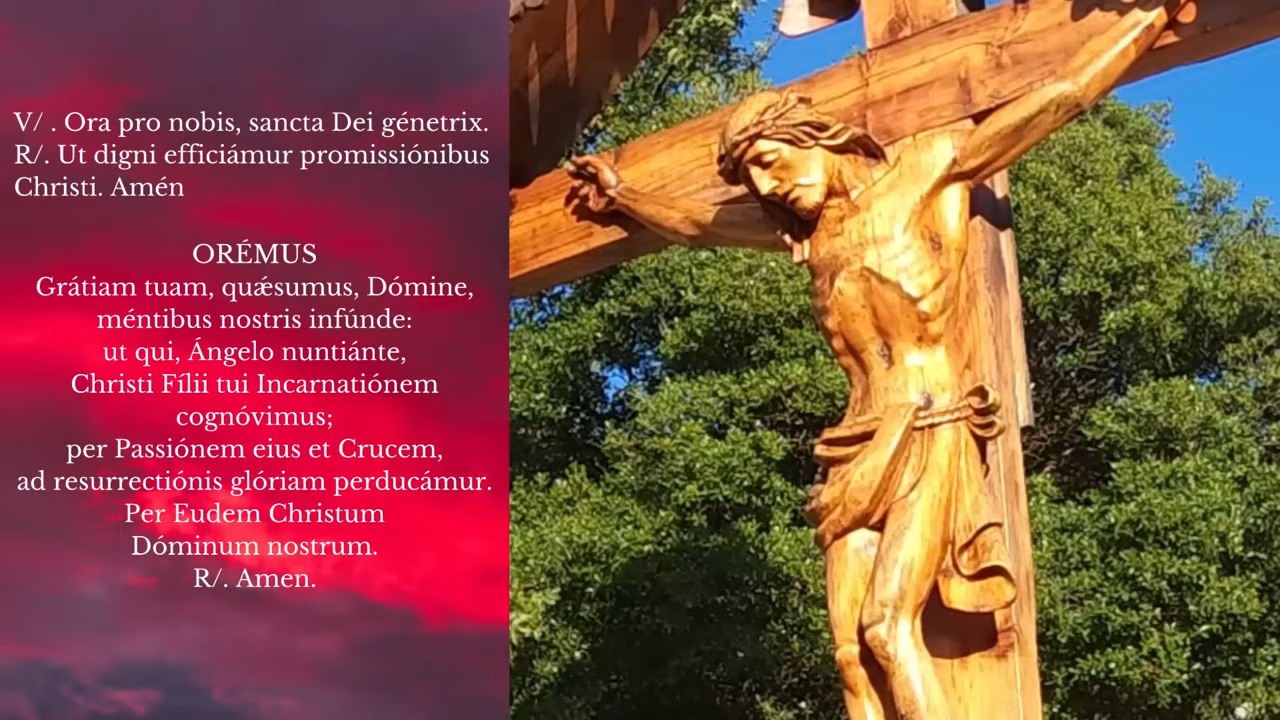 V/ . Ora pro nobis, sancta Dei génetrix.
R/. Ut digni efficiámur promissiónibus
Christi. Amén
ORÉMUS
Grátiam tuam, quǽsumus, Dómine,
méntibus nostris infúnde:
ut qui, Ángelo nuntiánte,
Christi Fílii tui Incarnatiónem
cognóvimus;
per Passiónem eius et Crucem,
ad resurrectiónis glóriam perducámur.
Per Eudem Christum
Dóminum nostrum.
R/. Amen.